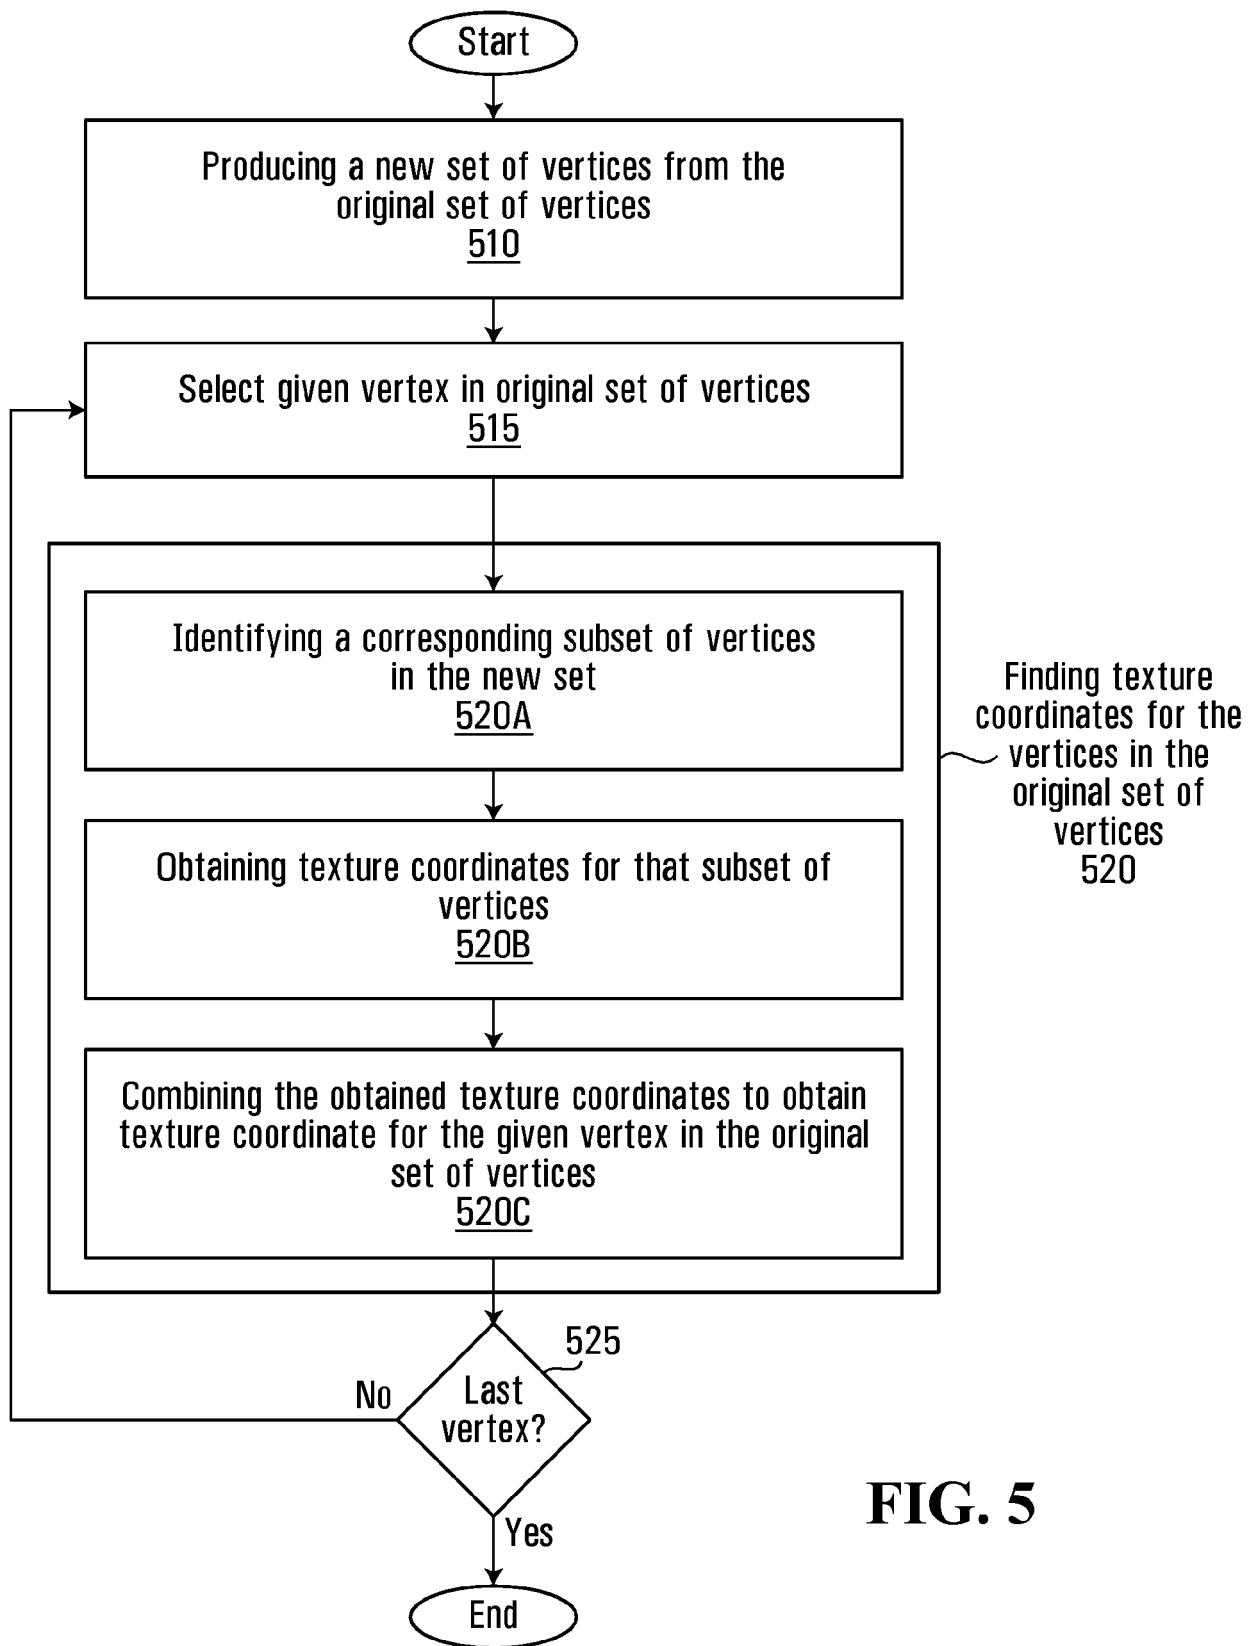 Start
Producing a new set of vertices from the
original set of vertices
510
Select given vertex in original set of vertices
515
Identifying a corresponding subset of vertices
in the new set
520A
Obtaining texture coordinates for that subset of
vertices
520B
Combining the obtained texture coordinates to obtain
texture coordinate for the given vertex in the original
set of vertices
520C
Finding texture
coordinates for the
vertices in the
original set of
vertices
520
525
Last
vertex?
No
Yes
End
FIG. 5